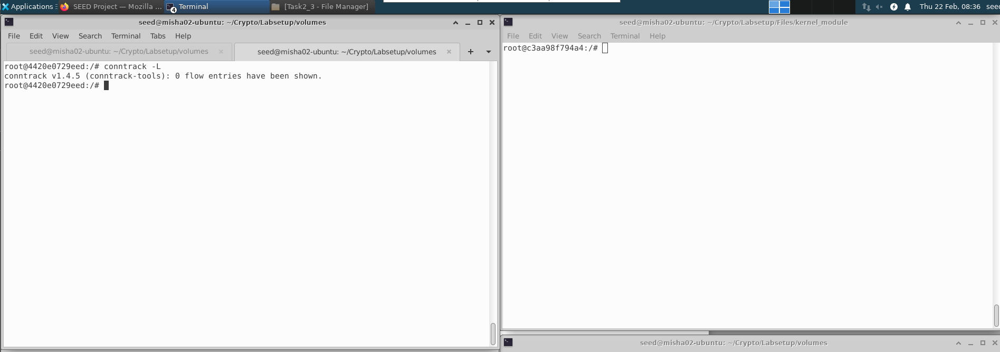 Applications
SEED Project — Mozilla ...
4
Terminal
[Task2_3 - File Manager]
Thu 22 Feb, 08:36
seed@misha02-ubuntu: ~/Crypto/Labsetup/volumes
File Edit View Search Terminal Tabs Help
seed@misha02-ubuntu: ~/Crypto/Labsetup/volumes ×
seed@misha02-ubuntu: ~/Crypto/Labsetup/volumes ×
root@4420e0729eed:/# conntrack -L
conntrack v1.4.5 (conntrack-tools): 0 flow entries have been shown.
root@4420e0729eed:/#
seed@misha02-ubuntu: ~/Crypto/Labsetup/Files/kernel_module
File Edit View Search Terminal Help
root@c3aa98f794a4:/#
seed@misha02-ubuntu: ~/Crypto/Labsetup/volumes